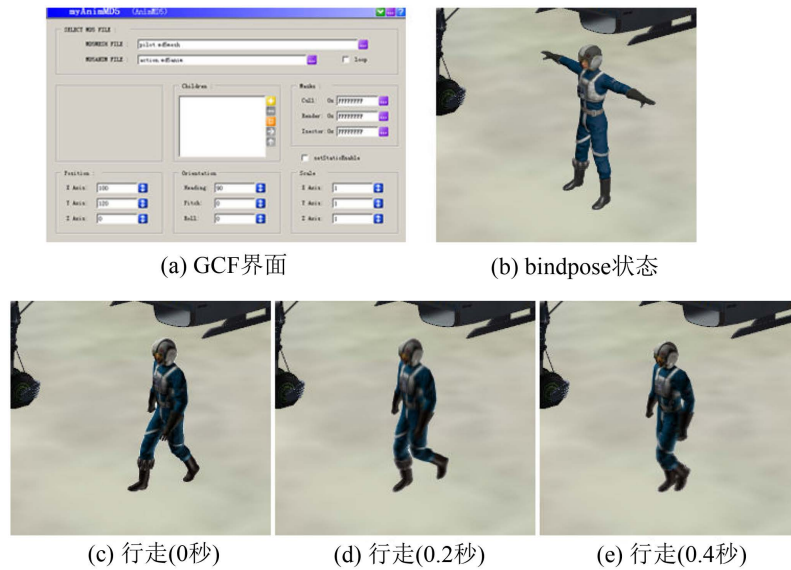 myAnimMD5 (AnimMD5)
SELECT MD5 FILE :
MD5MESH FILE : pilot.md5mesh ...
MD5ANIM FILE : action.md5anim ... Loop
Children :
Masks :
Cull: 0x FFFFFFFF ...
Render: 0x FFFFFFFF ...
Isector: 0x FFFFFFFF ...
setStaticEnable
Position :
Orientation
Scale
X Axis: 100
Heading: 90
X Axis: 1
Y Axis: 120
Pitch: 0
Y Axis: 1
Z Axis: 0
Roll: 0
Z Axis: 1
(a) GCF界面
(b) bindpose状态
(c) 行走(0秒)
(d) 行走(0.2秒)
(e) 行走(0.4秒)